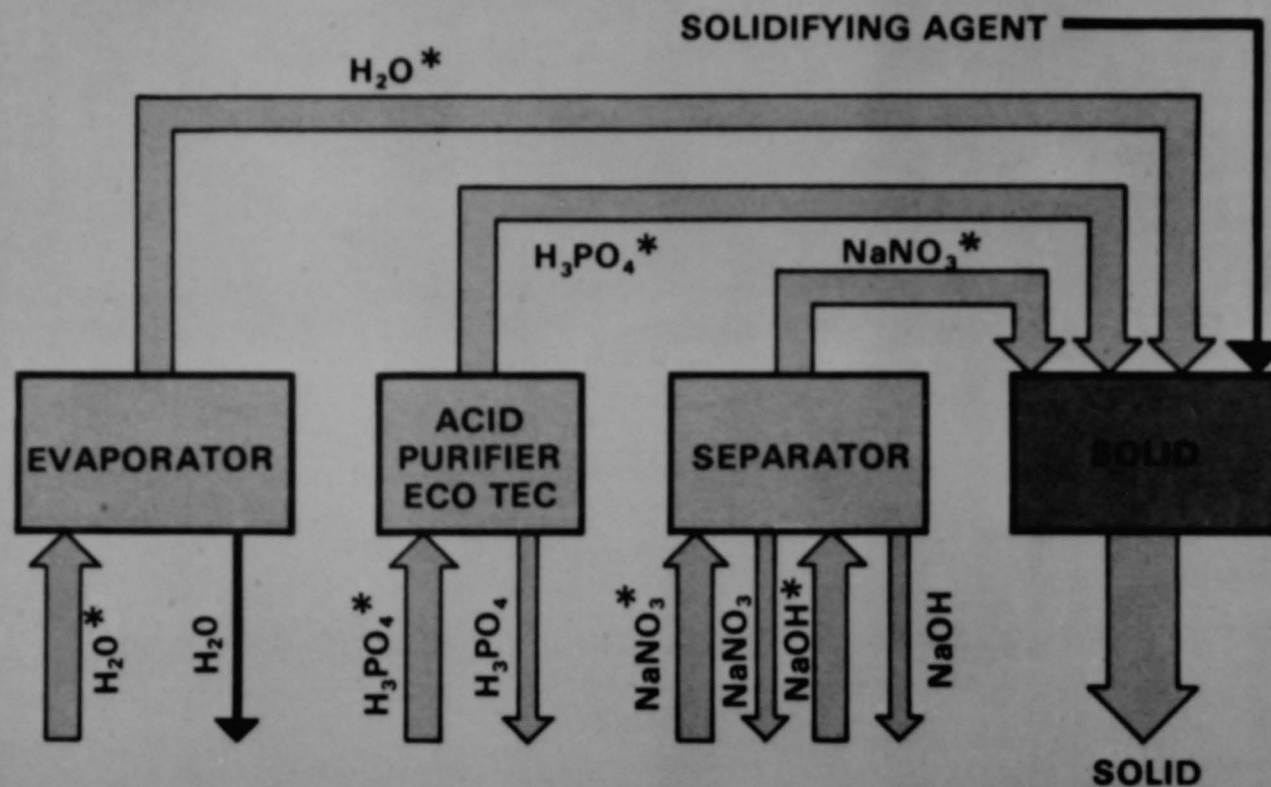 SOLIDIFYING AGENT
H₂O*
H₃PO₄*
NaNO₃*
EVAPORATOR
ACID
PURIFIER
ECO TEC
SEPARATOR
SOLID
H₂O*
H₂O
H₃PO₄*
H₃PO₄
NaNO₃*
NaNO₃
NaOH*
NaOH
SOLID